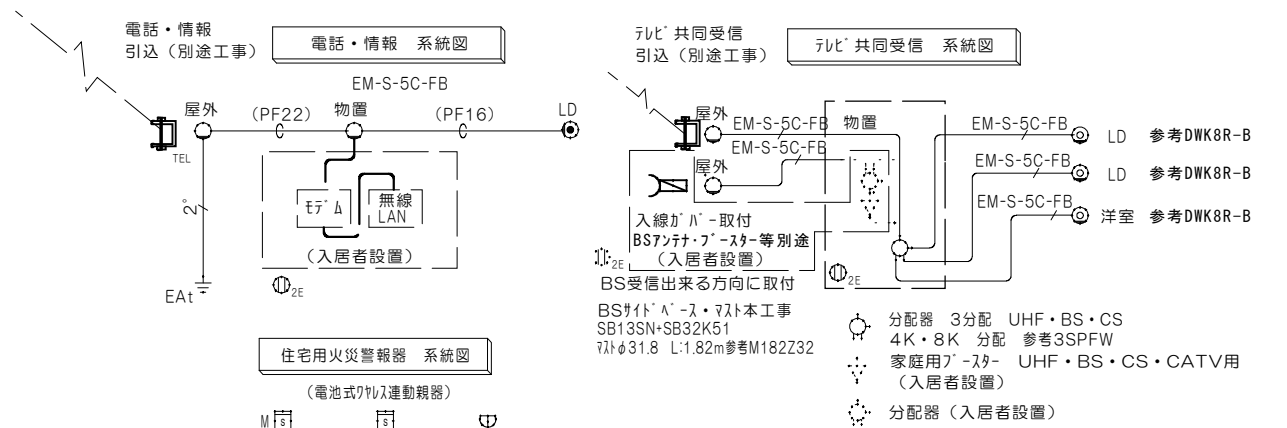 電話・情報
引込（別途工事）
電話・情報　系統図
EM-S-5C-FB
屋外
(PF22)
物置
(PF16)
LD
TEL
2°
EAt
ﾓﾃﾞﾑ
無線
LAN
（入居者設置）
2E
住宅用火災警報器　系統図
（電池式ﾜﾔﾚｽ連動親器）
M
S
S
ﾃﾚﾋﾞ共同受信
引込（別途工事）
ﾃﾚﾋﾞ共同受信　系統図
屋外
EM-S-5C-FB
物置
EM-S-5C-FB
屋外
EM-S-5C-FB
LD 参考DWK8R-B
EM-S-5C-FB
LD 参考DWK8R-B
EM-S-5C-FB
洋室 参考DWK8R-B
入線ｶﾞﾊﾞｰ取付
BSｱﾝﾃﾅ・ﾌﾞｰｽﾀｰ等別途
（入居者設置）
2E
2E
BS受信出来る方向に取付
BSｻｲﾄﾞﾍﾞｰｽ・ﾏｽﾄ本工事
SB13SN+SB32K51
ﾏｽﾄφ31.8 L:1.82m参考M182Z32
分配器　3分配　UHF・BS・CS
4K・8K　分配　参考3SPFW
家庭用ﾌﾞｰｽﾀｰ　UHF・BS・CS・CATV用
（入居者設置）
分配器（入居者設置）